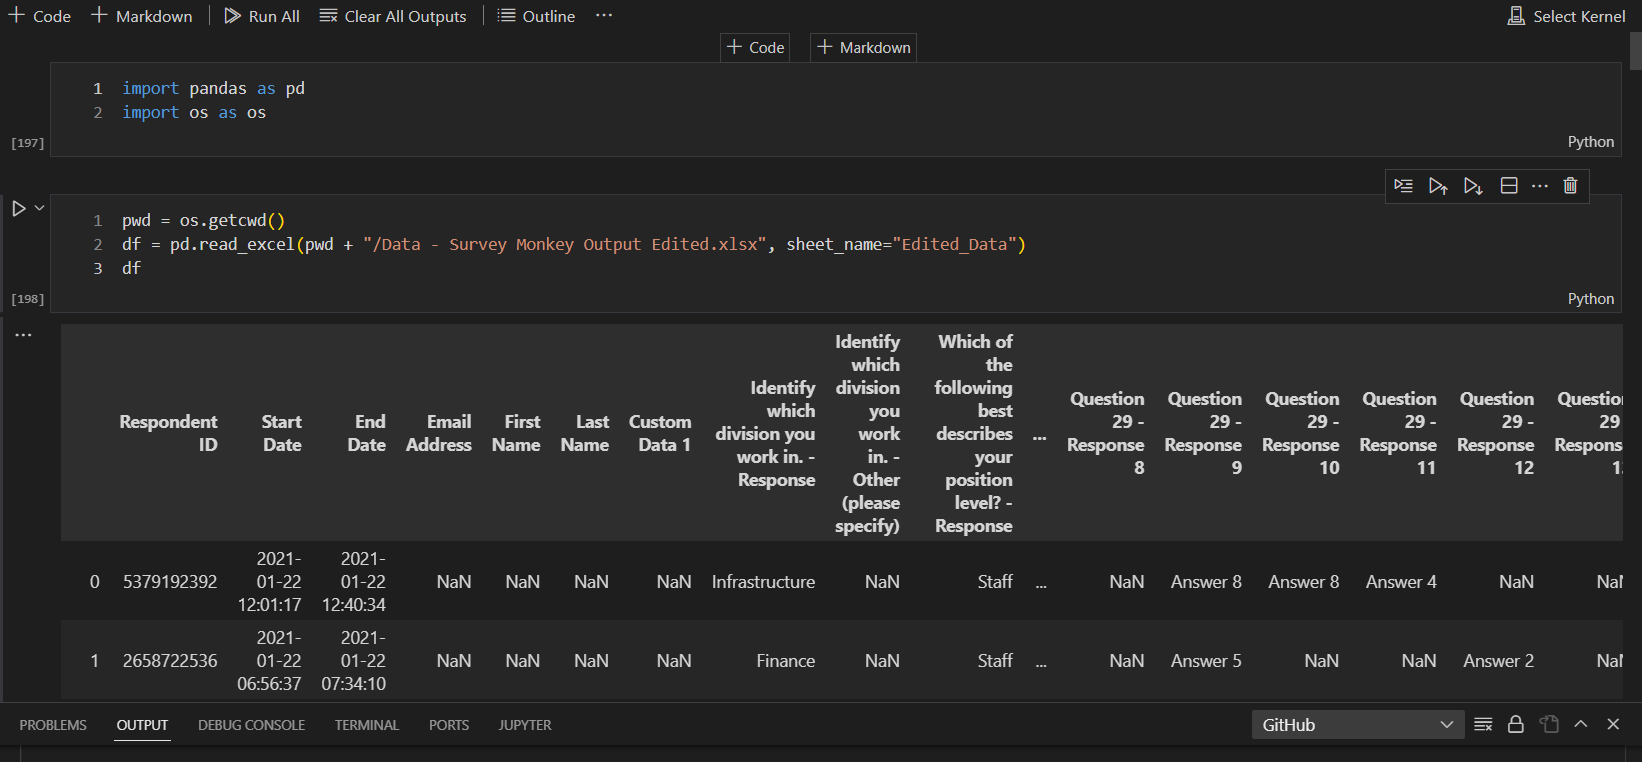 Code Markdown Run All Clear All Outputs Outline ... Select Kernel
Code Markdown
1 import pandas as pd
2 import os as os
[197]
Python
1 pwd = os.getcwd()
2 df = pd.read_excel(pwd + "/Data - Survey Monkey Output Edited.xlsx", sheet_name="Edited_Data")
3 df
[198]
Python
...
Respondent ID Start Date End Date Email Address First Name Last Name Custom Data 1 Identify which division you work in. - Response Identify which division you work in. - Other (please specify) Which of the following best describes your position level? - Response ... Question 29 - Response 8 Question 29 - Response 9 Question 29 - Response 10 Question 29 - Response 11 Question 29 - Response 12
0 5379192392 2021-01-22 12:01:17 2021-01-22 12:40:34 NaN NaN NaN NaN Infrastructure NaN Staff ... NaN Answer 8 Answer 8 Answer 4 NaN
1 2658722536 2021-01-22 06:56:37 2021-01-22 07:34:10 NaN NaN NaN NaN Finance NaN Staff ... NaN Answer 5 NaN NaN Answer 2
PROBLEMS OUTPUT DEBUG CONSOLE TERMINAL PORTS JUPYTER GitHub